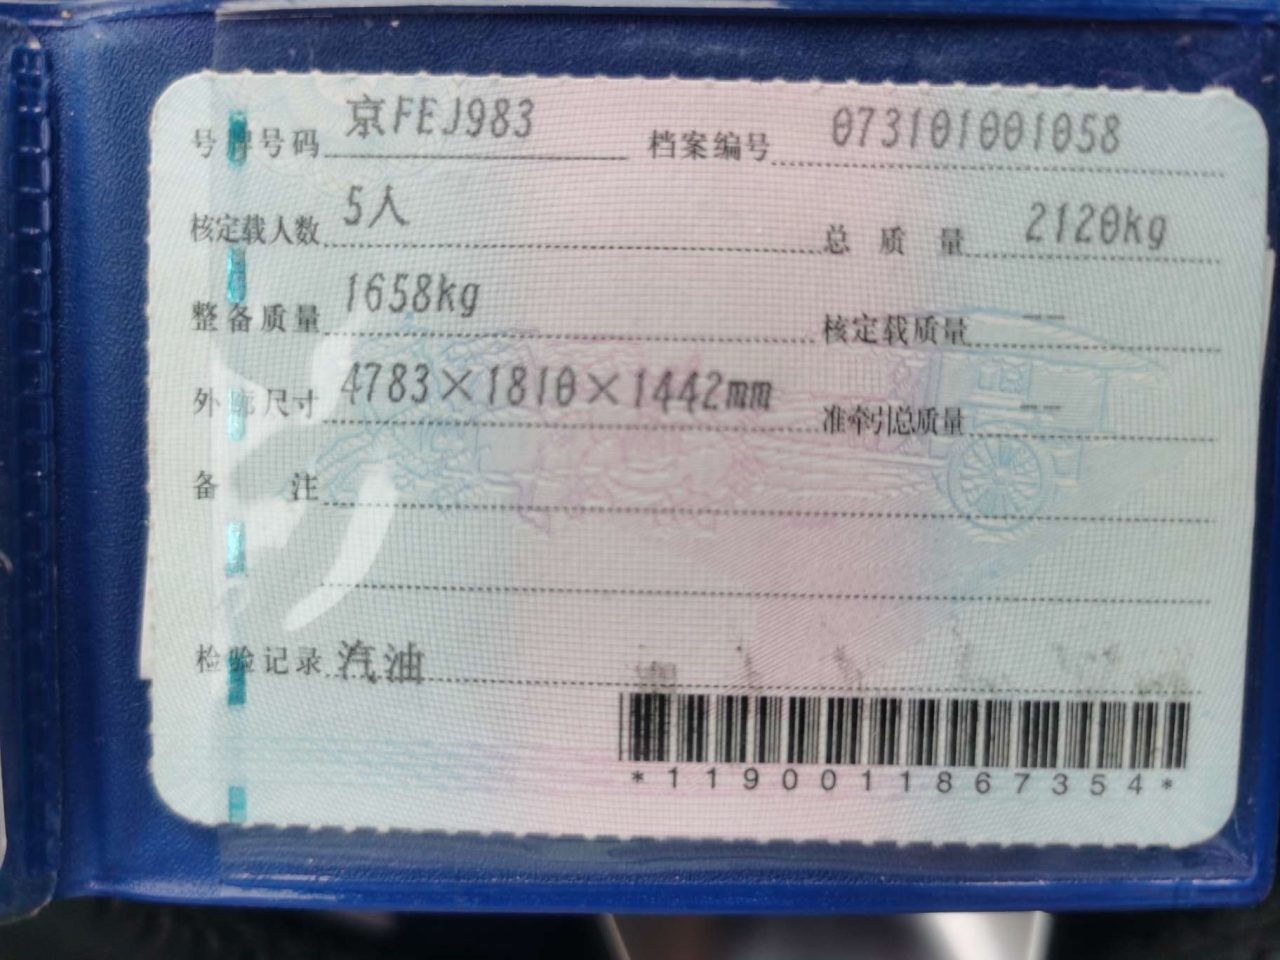 号牌号码 京FEJ983 档案编号 073101001058
核定载人数 5人 总质量 2120kg
整备质量 1658kg 核定载质量 --
外廓尺寸 4783×1810×1442mm 准牵引总质量 --
备注
检验记录 汽油
*1190011867354*